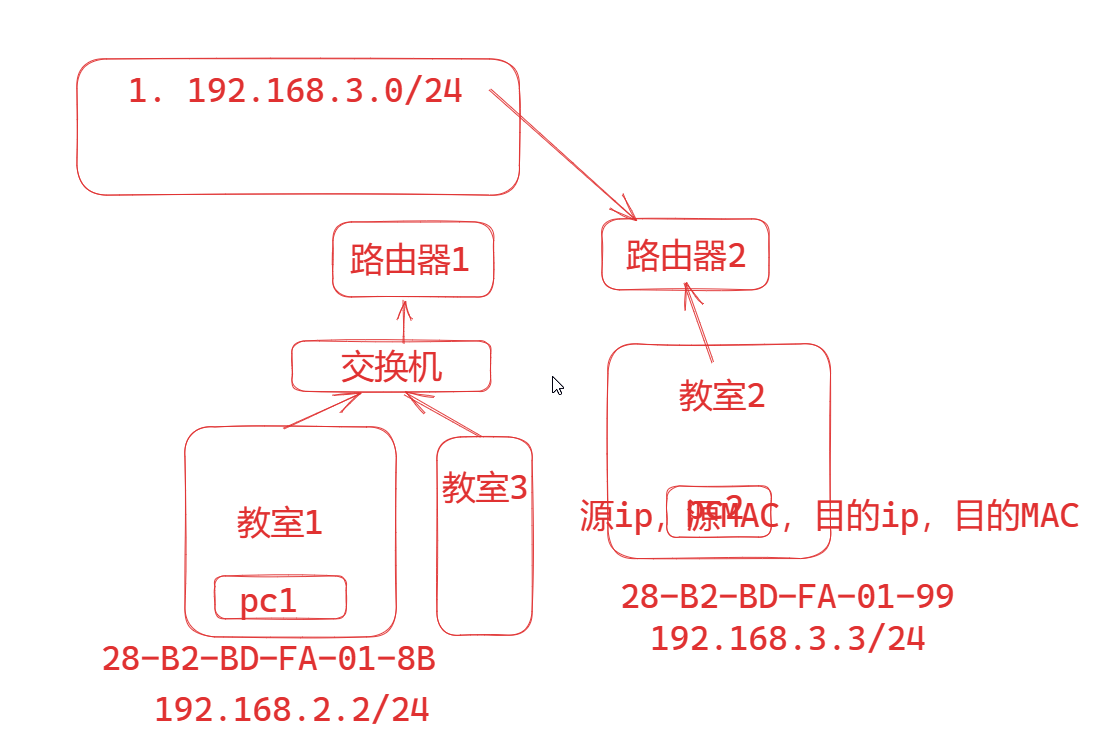 1. 192.168.3.0/24
路由器1
路由器2
交换机
教室2
教室3
教室1
pc2
源ip, 源MAC, 目的ip, 目的MAC
pc1
28-B2-BD-FA-01-99
192.168.3.3/24
28-B2-BD-FA-01-8B
192.168.2.2/24